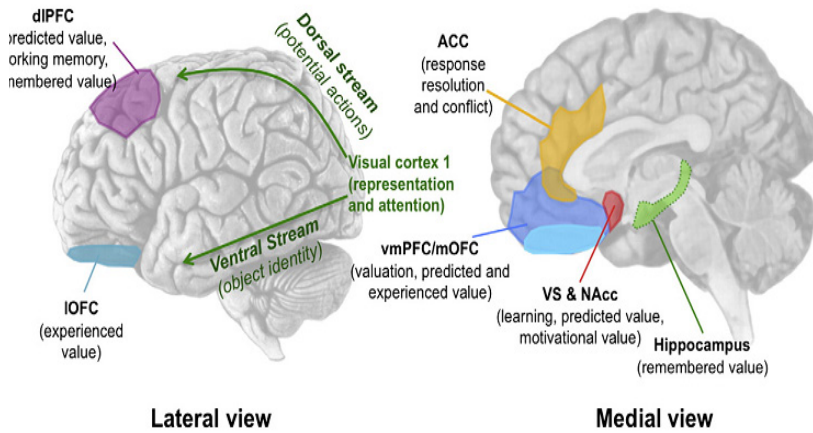 dlPFC
predicted value,
orking memory,
membered value)
Dorsal stream
(potential actions)
Visual cortex 1
(representation
and attention)
Ventral Stream
(object identity)
lOFC
(experienced
value)
Lateral view
ACC
(response
resolution
and conflict)
vmPFC/mOFC
(valuation, predicted and
experienced value)
VS & NAcc
(learning, predicted value,
motivational value)
Hippocampus
(remembered value)
Medial view